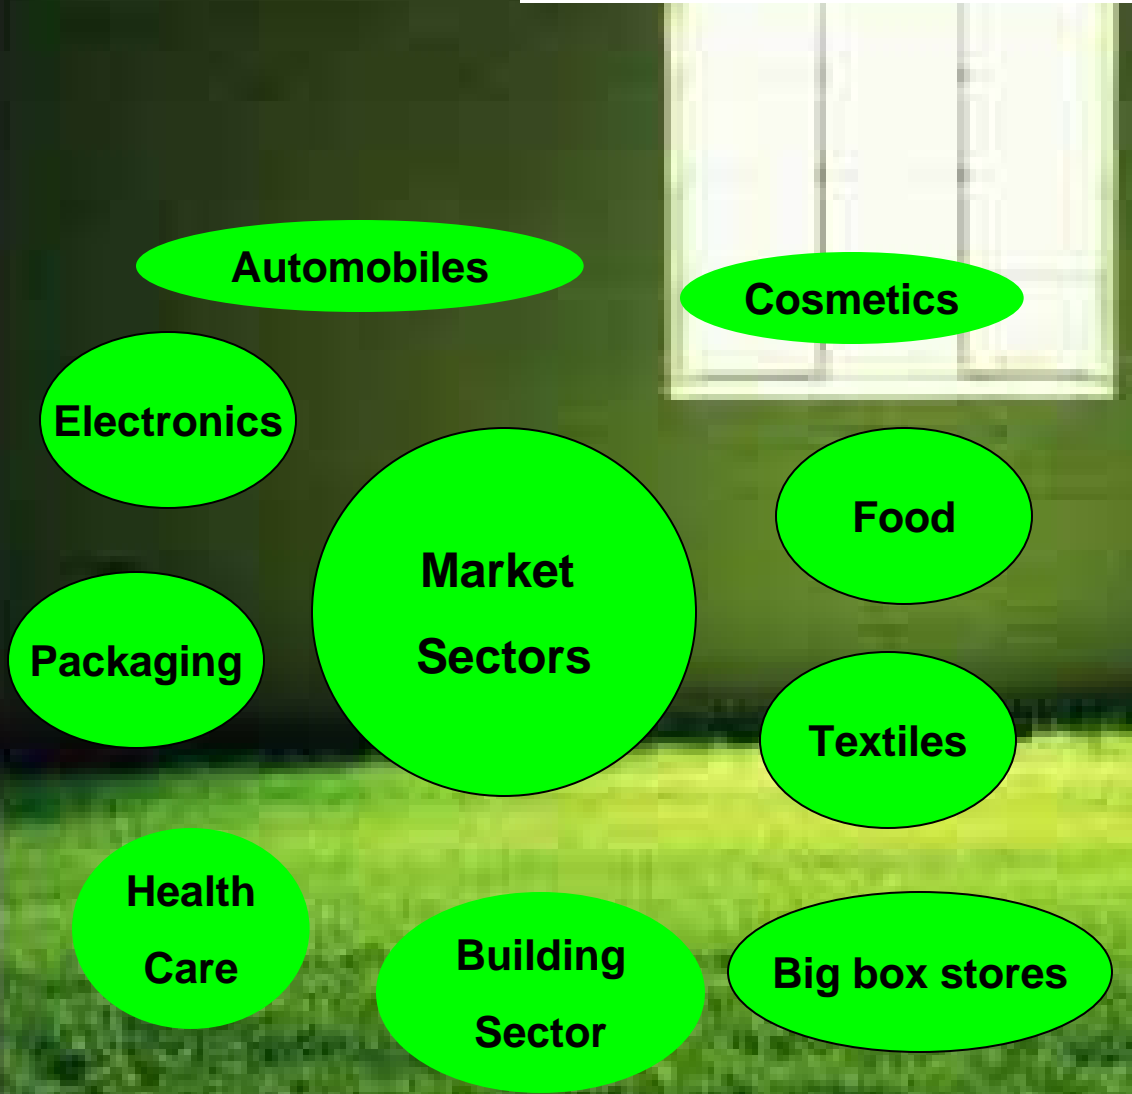 Automobiles
Cosmetics
Electronics
Food
Market
Sectors
Packaging
Textiles
Health
Care
Building
Sector
Big box stores